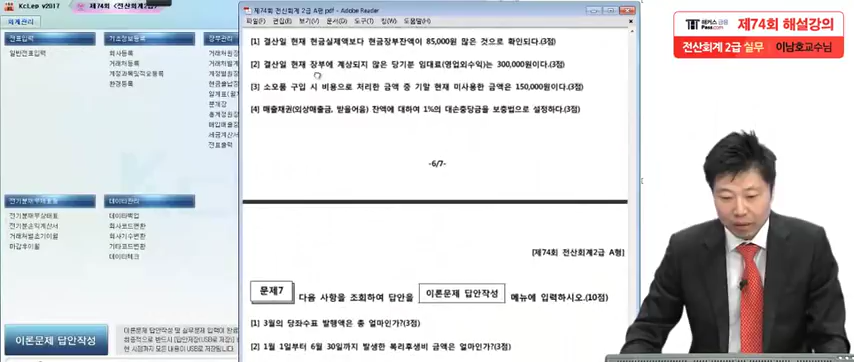 KcLep v2017
제74회 <전산회계2급>
제74회 전산회계 2급 A형.pdf - Adobe Reader
파일(F) 편집(E) 보기(V) 문서(D) 도구(T) 창(W) 도움말(H)
회계관리
전표입력
일반전표입력
기초정보등록
회사등록
거래처등록
계정과목및적요등록
환경등록
장부관리
거래처원장
현금출납장
분개장
총계정원장
매입매출장
전표출력
[1] 결산일 현재 현금실제액보다 현금장부잔액이 85,000원 많은 것으로 확인되다.(3점)
[2] 결산일 현재 장부에 계상되지 않은 당기분 임대료(영업외수익)는 300,000원이다.(3점)
[3] 소모품 구입 시 비용으로 처리한 금액 중 기말 현재 미사용한 금액은 150,000원이다.(3점)
[4] 매출채권(외상매출금, 받을어음) 잔액에 대하여 1%의 대손충당금을 보충법으로 설정하다.(3점)
-6/7-
전기분재무제표
전기분재무상태표
전기분손익계산서
거래처별초기이월
마감후이월
데이타관리
데이타백업
회사코드변환
회사기수변환
기타코드변환
데이타체크
[제74회 전산회계2급 A형]
문제7 다음 사항을 조회하여 답안을 이론문제 답안작성 메뉴에 입력하시오.(10점)
[1] 3월의 당좌수표 발행액은 총 얼마인가?(3점)
[2] 1월 1일부터 6월 30일까지 발생한 복리후생비 금액은 얼마인가?(3점)
이론문제 답안작성
제74회 해설강의
전산회계 2급 실무 이남호교수님